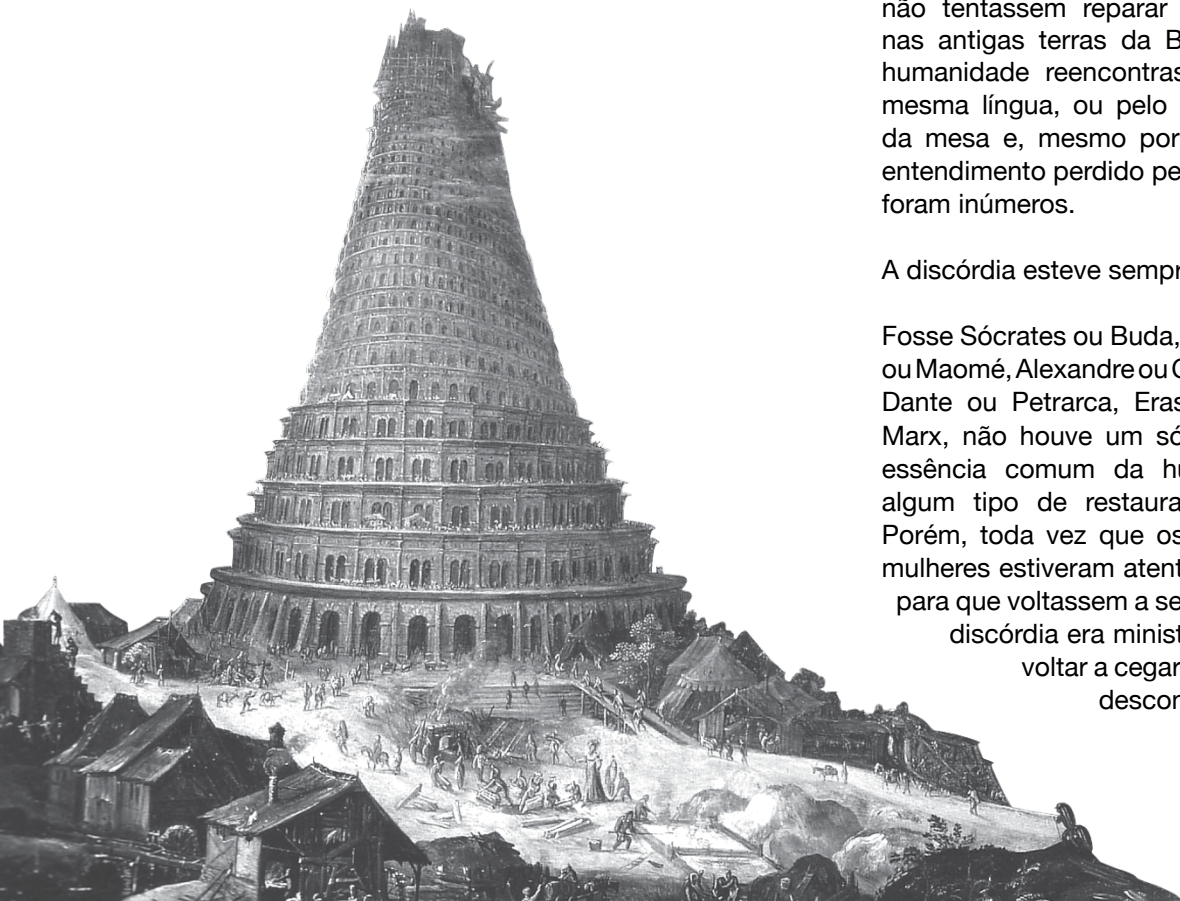 não tentassem reparar
nas antigas terras da B
humanidade reencontras
mesma língua, ou pelo
da mesa e, mesmo por
entendimento perdido pe
foram inúmeros.
A discórdia esteve sempr
Fosse Sócrates ou Buda,
ou Maomé, Alexandre ou C
Dante ou Petrarca, Eras
Marx, não houve um só
essência comum da hu
algum tipo de restaura
Porém, toda vez que os
mulheres estiveram atent
para que voltassem a se
discórdia era minist
voltar a cegar
descon